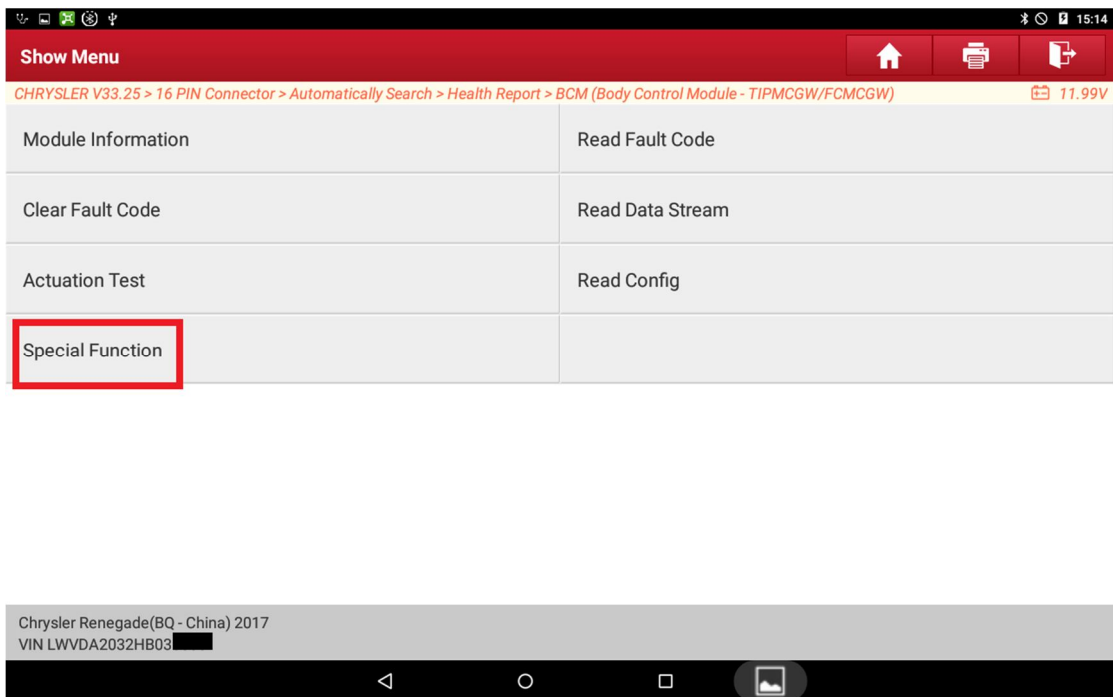 15:14
Show Menu
CHRYSLER V33.25 > 16 PIN Connector > Automatically Search > Health Report > BCM (Body Control Module - TIPMCGW/FCMCGW) 11.99V
Module Information Read Fault Code
Clear Fault Code Read Data Stream
Actuation Test Read Config
Special Function
Chrysler Renegade(BQ - China) 2017
VIN LWVDA2032HB03